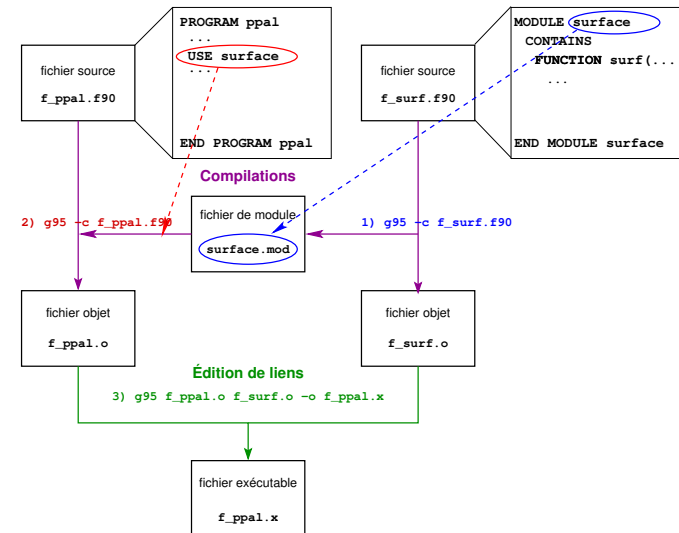 PROGRAM ppal
...
USE surface
...
END PROGRAM ppal
fichier source
f_ppal.f90
MODULE surface
CONTAINS
FUNCTION surf(...
...
END MODULE surface
fichier source
f_surf.f90
Compilations
2) g95 -c f_ppal.f90
fichier de module
surface.mod
1) g95 -c f_surf.f90
fichier objet
f_ppal.o
fichier objet
f_surf.o
Édition de liens
3) g95 f_ppal.o f_surf.o -o f_ppal.x
fichier exécutable
f_ppal.x